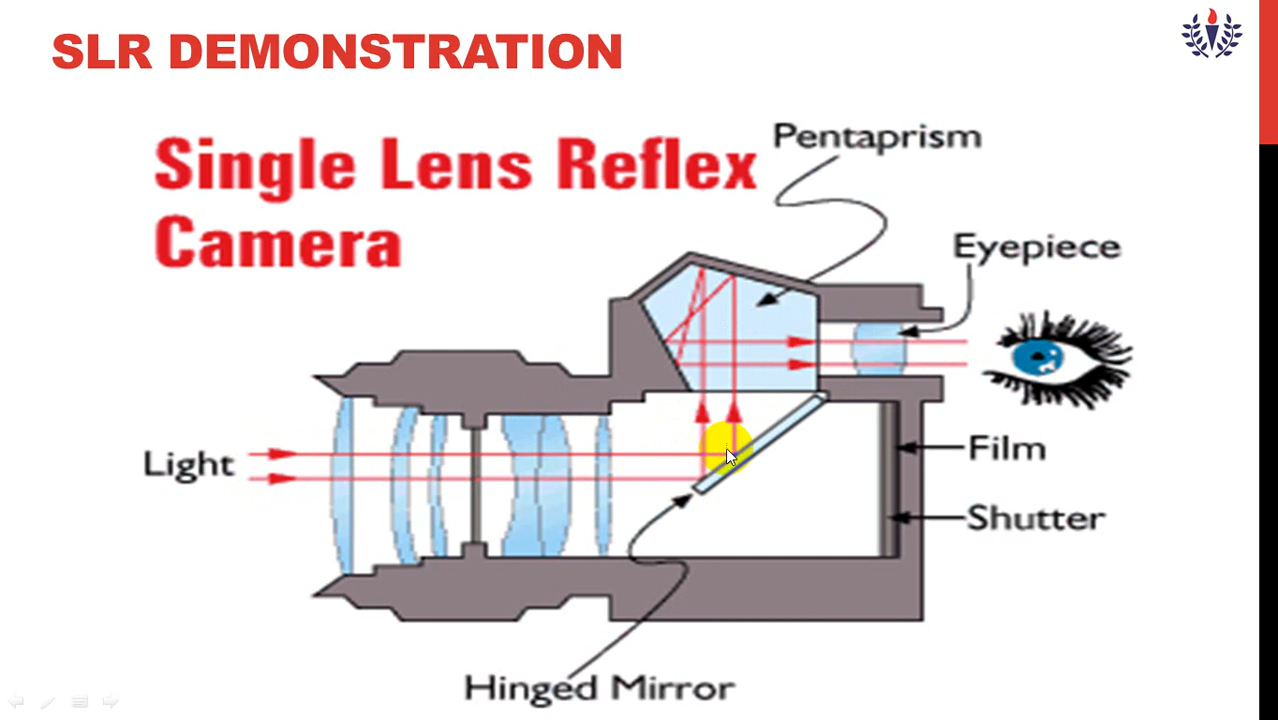 SLR DEMONSTRATION
Single Lens Reflex
Camera
Pentaprism
Eyepiece
Light
Film
Shutter
Hinged Mirror